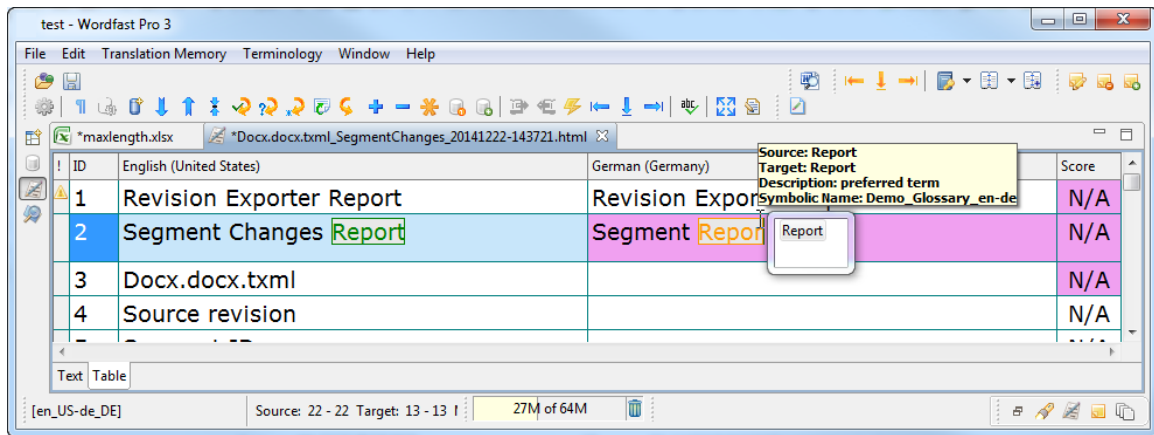 test - Wordfast Pro 3
File Edit Translation Memory Terminology Window Help
*maxlength.xlsx *Docx.docx.txml_SegmentChanges_20141222-143721.html
! ID English (United States) German (Germany) Score
Source: Report
Target: Report
Description: preferred term
Symbolic Name: Demo_Glossary_en-de
1 Revision Exporter Report Revision Expor N/A
2 Segment Changes Report Segment Report N/A
Report
3 Docx.docx.txml N/A
4 Source revision N/A
Text Table
[en_US-de_DE] Source: 22 - 22 Target: 13 - 13 27M of 64M